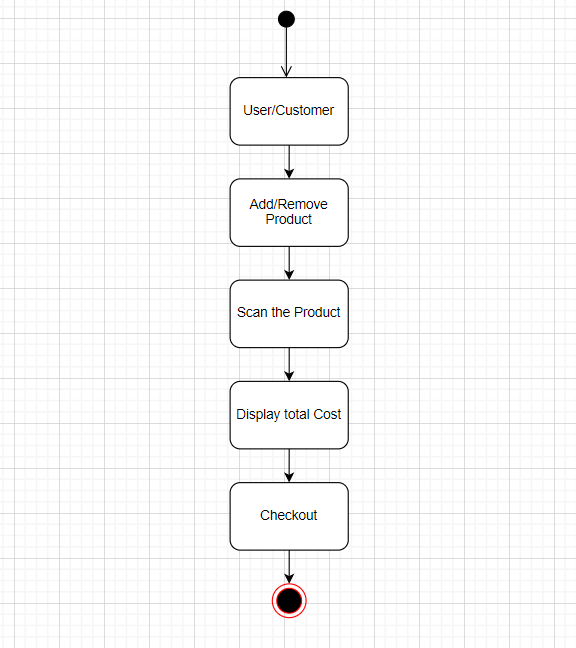 User/Customer
Add/Remove
Product
Scan the Product
Display total Cost
Checkout